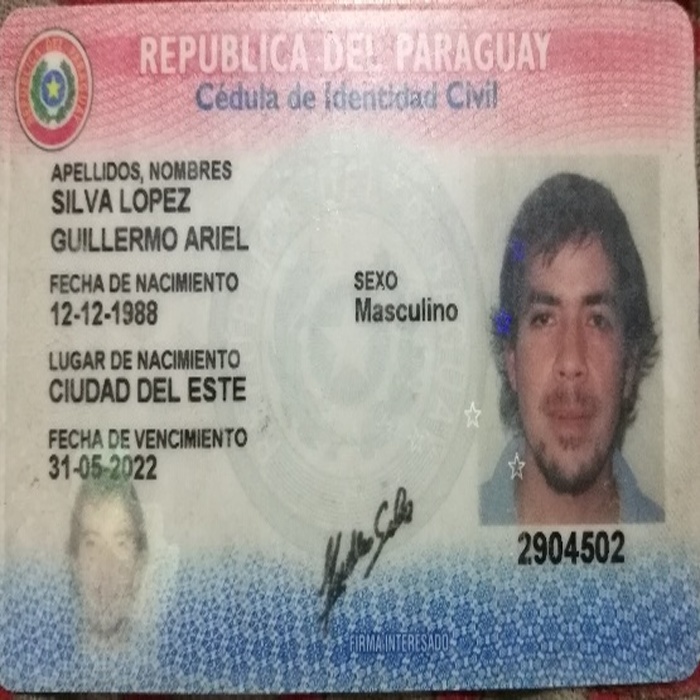 REPUBLICA DEL PARAGUAY
Cédula de Identidad Civil
APELLIDOS, NOMBRES
SILVA LOPEZ
GUILLERMO ARIEL
FECHA DE NACIMIENTO
12-12-1988
SEXO
Masculino
LUGAR DE NACIMIENTO
CIUDAD DEL ESTE
FECHA DE VENCIMIENTO
31-05-2022
2904502
FIRMA INTERESADO